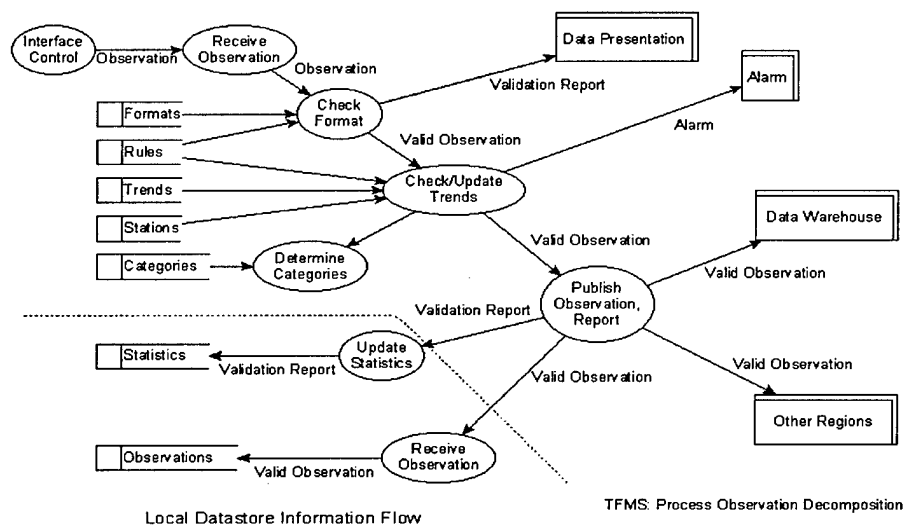 Interface
Control
Observation
Receive
Observation
Observation
Data Presentation
Validation Report
Alarm
Alarm
Check
Format
Formats
Rules
Trends
Stations
Categories
Valid Observation
Check/Update
Trends
Determine
Categories
Valid Observation
Data Warehouse
Valid Observation
Publish
Observation,
Report
Validation Report
Update
Statistics
Statistics
Validation Report
Valid Observation
Valid Observation
Other Regions
Receive
Observation
Observations
Valid Observation
TFMS: Process Observation Decomposition
Local Datastore Information Flow